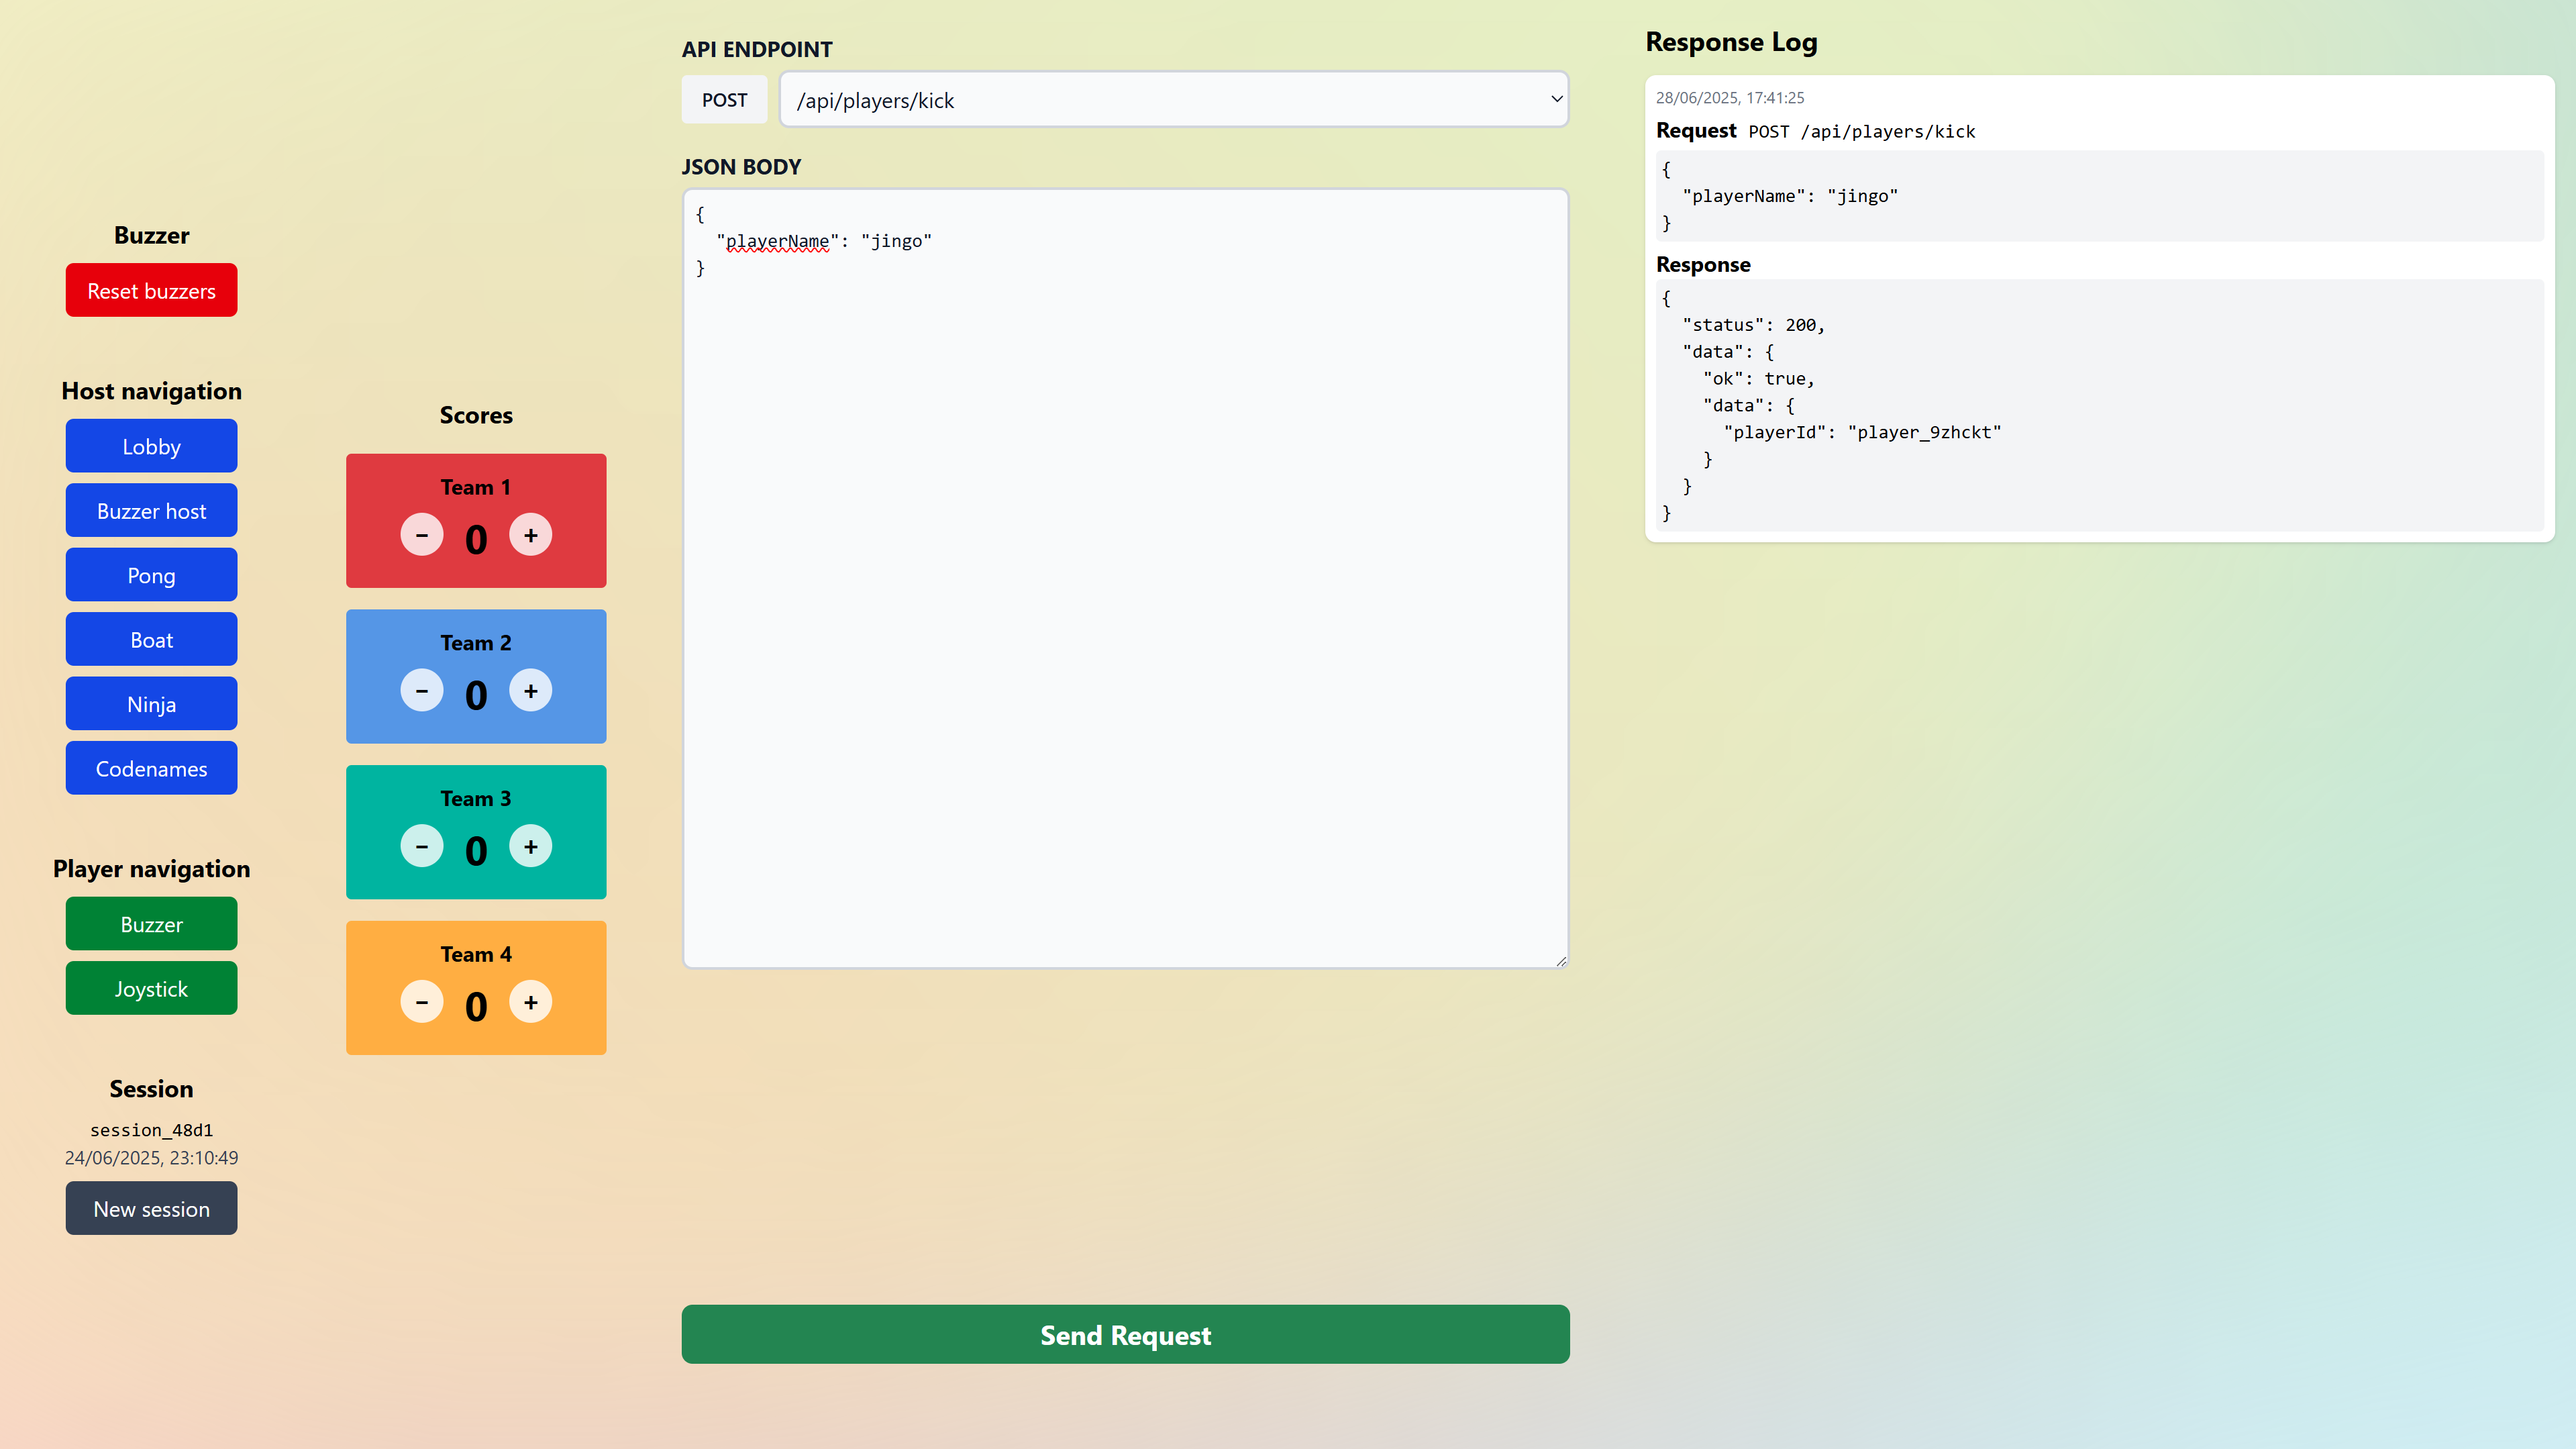 Buzzer
Reset buzzers
Host navigation
Lobby
Buzzer host
Pong
Boat
Ninja
Codenames
Player navigation
Buzzer
Joystick
Session
session_48d1
24/06/2025, 23:10:49
New session
Scores
Team 1
− 0 +
Team 2
− 0 +
Team 3
− 0 +
Team 4
− 0 +
API ENDPOINT
POST /api/players/kick
JSON BODY
{
  "playerName": "jingo"
}
Send Request
Response Log
28/06/2025, 17:41:25
Request POST /api/players/kick
{
  "playerName": "jingo"
}
Response
{
  "status": 200,
  "data": {
    "ok": true,
    "data": {
      "playerId": "player_9zhckt"
    }
  }
}